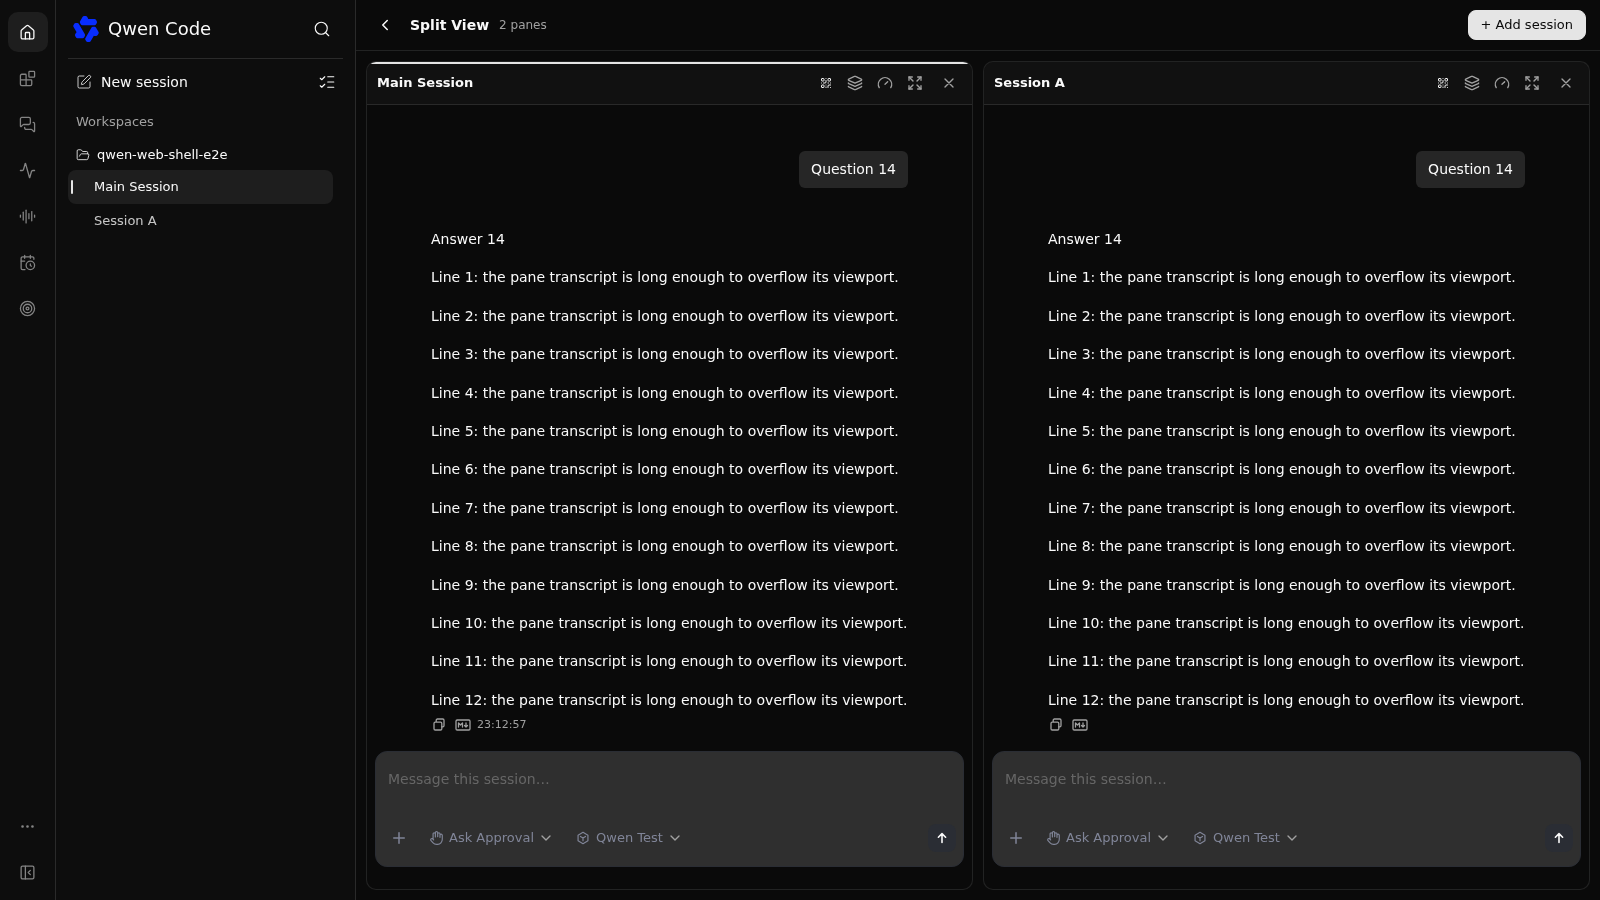 Qwen Code
New session
Workspaces
qwen-web-shell-e2e
Main Session
Session A
Split View 2 panes
+ Add session
Main Session
Question 14
Answer 14
Line 1: the pane transcript is long enough to overflow its viewport.
Line 2: the pane transcript is long enough to overflow its viewport.
Line 3: the pane transcript is long enough to overflow its viewport.
Line 4: the pane transcript is long enough to overflow its viewport.
Line 5: the pane transcript is long enough to overflow its viewport.
Line 6: the pane transcript is long enough to overflow its viewport.
Line 7: the pane transcript is long enough to overflow its viewport.
Line 8: the pane transcript is long enough to overflow its viewport.
Line 9: the pane transcript is long enough to overflow its viewport.
Line 10: the pane transcript is long enough to overflow its viewport.
Line 11: the pane transcript is long enough to overflow its viewport.
Line 12: the pane transcript is long enough to overflow its viewport.
23:12:57
Message this session...
Ask Approval
Qwen Test
Session A
Question 14
Answer 14
Line 1: the pane transcript is long enough to overflow its viewport.
Line 2: the pane transcript is long enough to overflow its viewport.
Line 3: the pane transcript is long enough to overflow its viewport.
Line 4: the pane transcript is long enough to overflow its viewport.
Line 5: the pane transcript is long enough to overflow its viewport.
Line 6: the pane transcript is long enough to overflow its viewport.
Line 7: the pane transcript is long enough to overflow its viewport.
Line 8: the pane transcript is long enough to overflow its viewport.
Line 9: the pane transcript is long enough to overflow its viewport.
Line 10: the pane transcript is long enough to overflow its viewport.
Line 11: the pane transcript is long enough to overflow its viewport.
Line 12: the pane transcript is long enough to overflow its viewport.
Message this session...
Ask Approval
Qwen Test